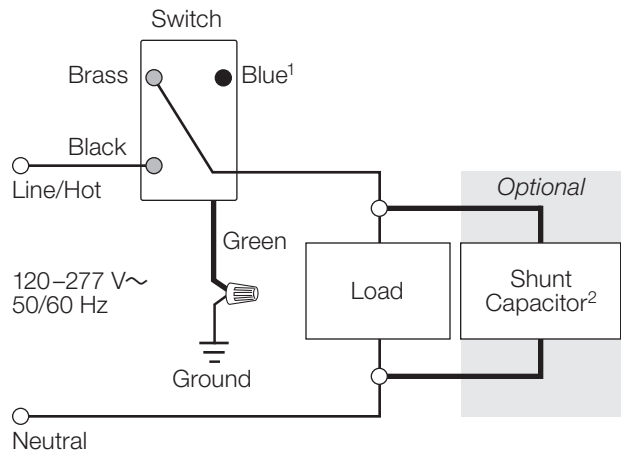 Switch
Brass
Blue¹
Black
Line/Hot
Optional
Green
120–277 V~
50/60 Hz
Load
Shunt
Capacitor²
Ground
Neutral